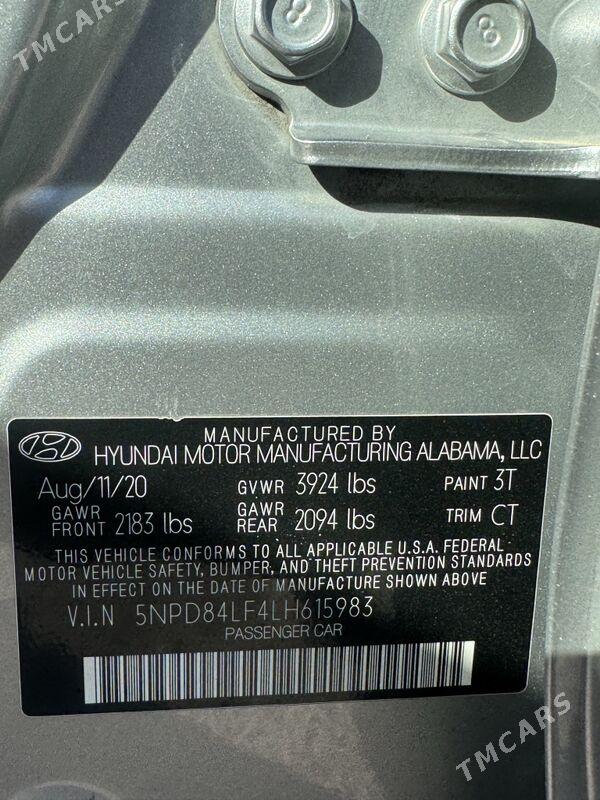 TMCARS
8
8
MANUFACTURED BY
HYUNDAI MOTOR MANUFACTURING ALABAMA, LLC
Aug/11/20 GVWR 3924 lbs PAINT 3T
GAWR FRONT 2183 lbs GAWR REAR 2094 lbs TRIM CT
THIS VEHICLE CONFORMS TO ALL APPLICABLE U.S.A. FEDERAL
MOTOR VEHICLE SAFETY, BUMPER, AND THEFT PREVENTION STANDARDS
IN EFFECT ON THE DATE OF MANUFACTURE SHOWN ABOVE
V.I.N 5NPD84LF4LH615983
PASSENGER CAR
TMCARS